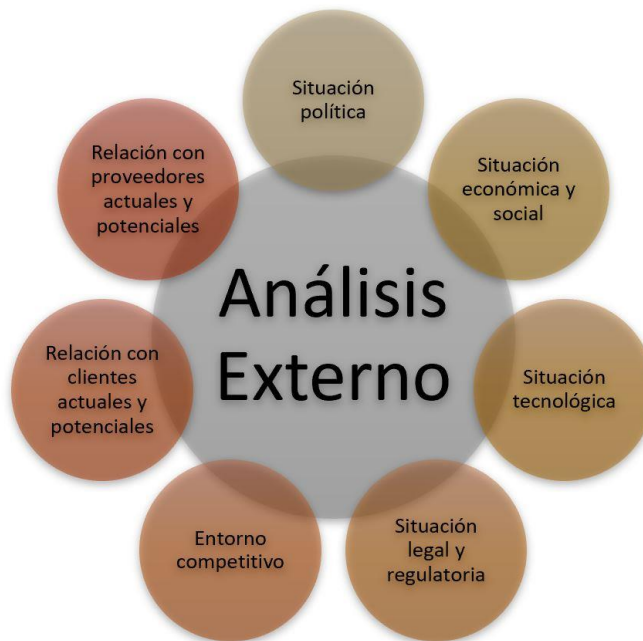 Análisis
Externo
Situación
política
Situación
económica y
social
Situación
tecnológica
Situación
legal y
regulatoria
Entorno
competitivo
Relación con
clientes
actuales y
potenciales
Relación con
proveedores
actuales y
potenciales